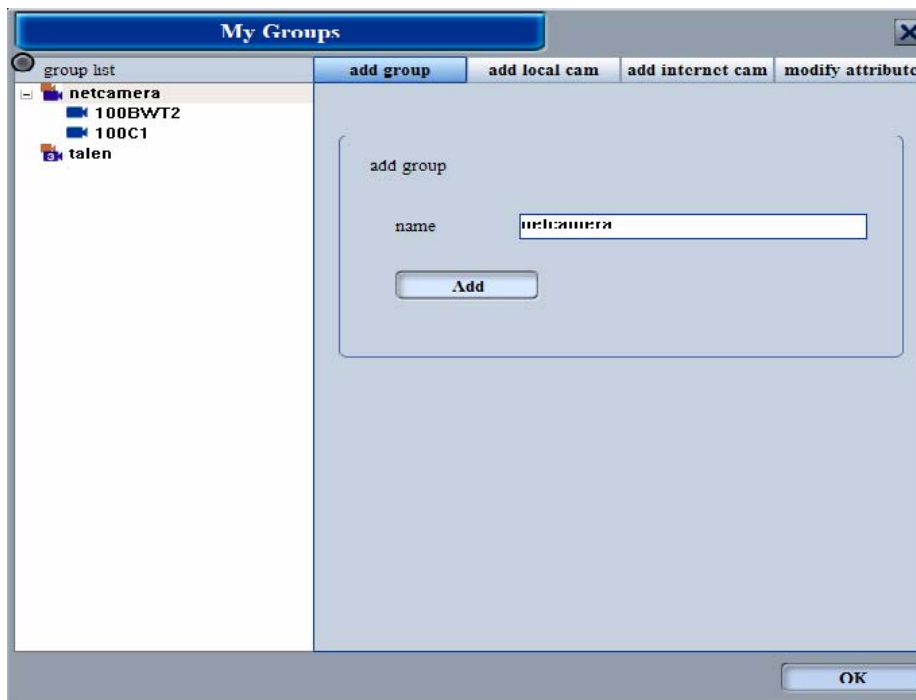 My Groups
group list
add group
add local cam
add internet cam
modify attribute
netcamera
100BWT2
100C1
3
talen
add group
name
netcamera
Add
OK